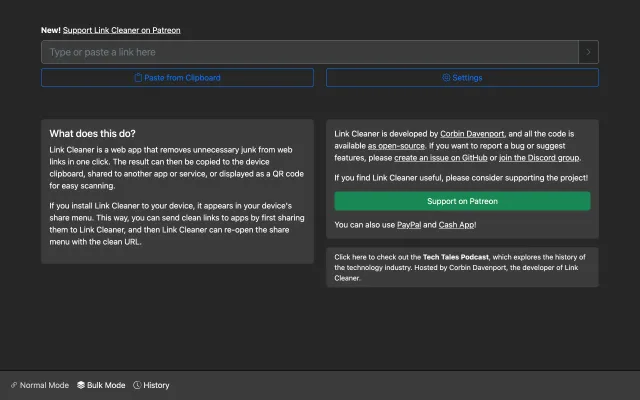 New! Support Link Cleaner on Patreon
Type or paste a link here
Paste from Clipboard
Settings
What does this do?
Link Cleaner is a web app that removes unnecessary junk from web
links in one click. The result can then be copied to the device
clipboard, shared to another app or service, or displayed as a QR code
for easy scanning.
If you install Link Cleaner to your device, it appears in your device's
share menu. This way, you can send clean links to apps by first sharing
them to Link Cleaner, and then Link Cleaner can re-open the share
menu with the clean URL.
Link Cleaner is developed by Corbin Davenport, and all the code is
available as open-source. If you want to report a bug or suggest
features, please create an issue on GitHub or join the Discord group.
If you find Link Cleaner useful, please consider supporting the project!
Support on Patreon
You can also use PayPal and Cash App!
Click here to check out the Tech Tales Podcast, which explores the history of
the technology industry. Hosted by Corbin Davenport, the developer of Link
Cleaner.
Normal Mode
Bulk Mode
History